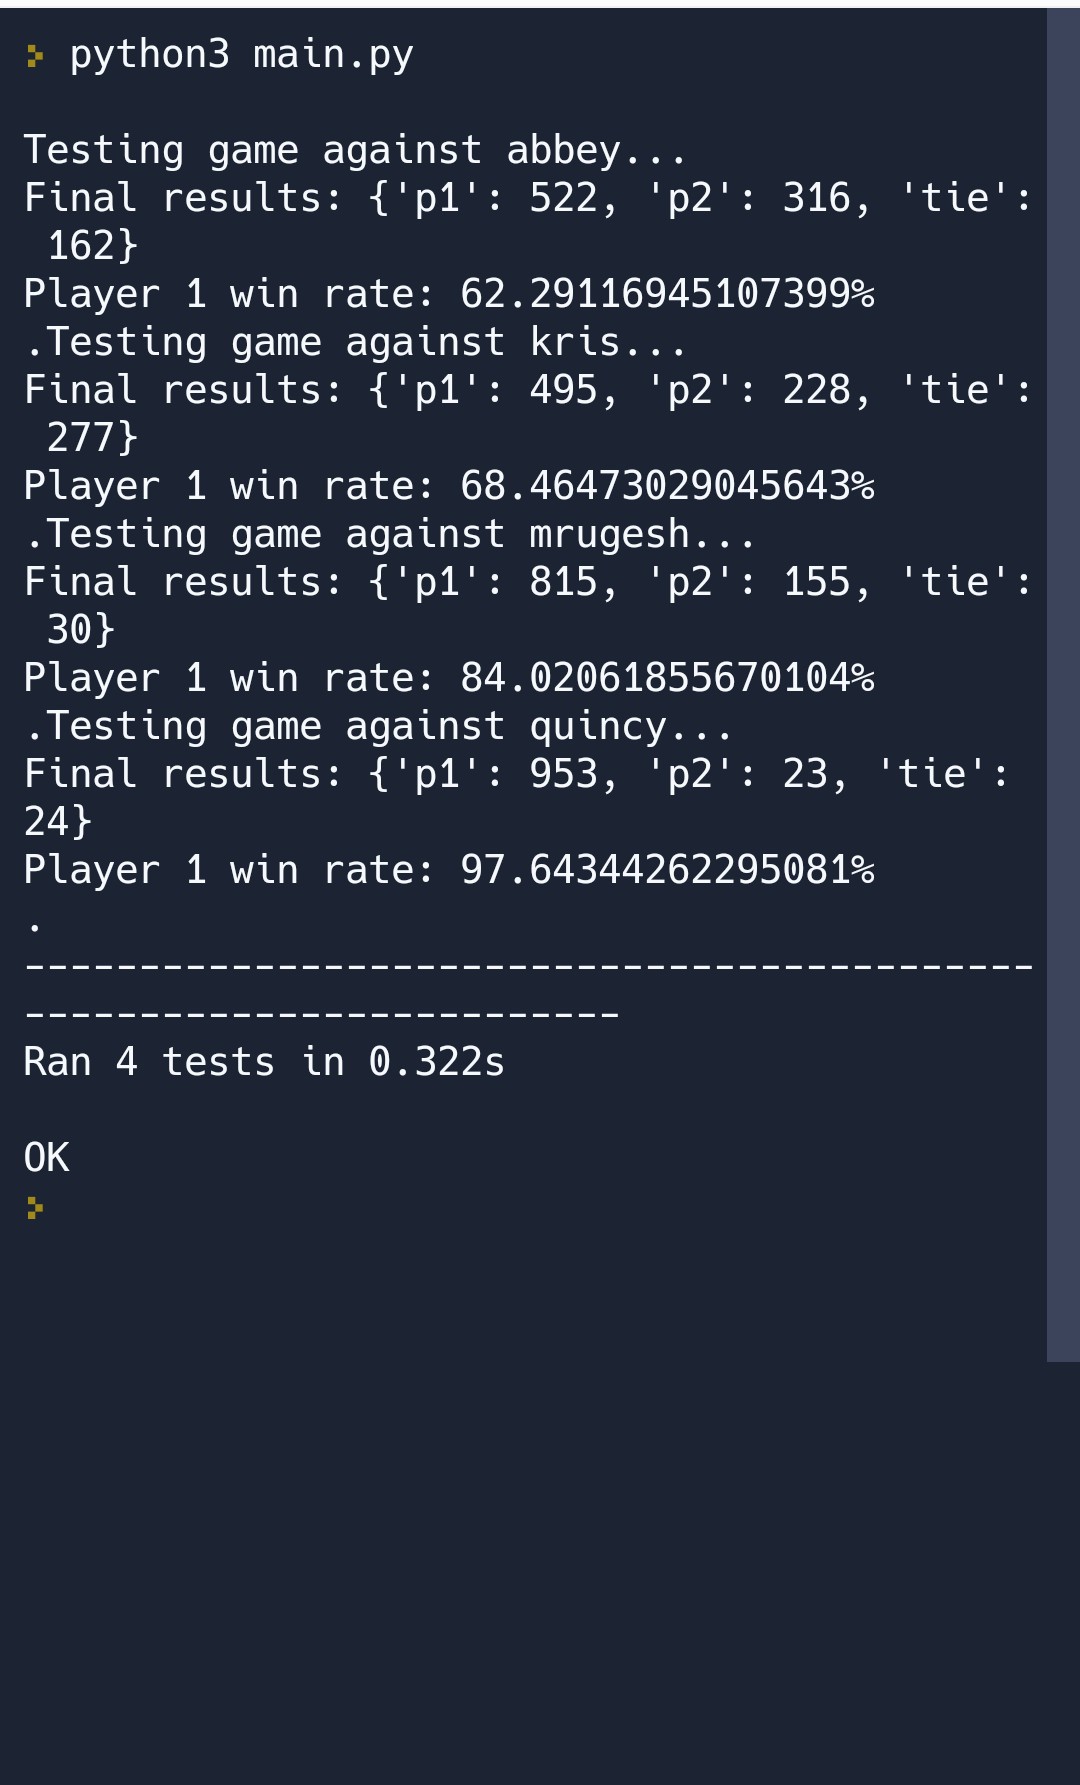 python3 main.py
Testing game against abbey...
Final results: {'p1': 522, 'p2': 316, 'tie':
 162}
Player 1 win rate: 62.29116945107399%
.Testing game against kris...
Final results: {'p1': 495, 'p2': 228, 'tie':
 277}
Player 1 win rate: 68.46473029045643%
.Testing game against mrugesh...
Final results: {'p1': 815, 'p2': 155, 'tie':
 30}
Player 1 win rate: 84.02061855670104%
.Testing game against quincy...
Final results: {'p1': 953, 'p2': 23, 'tie':
24}
Player 1 win rate: 97.64344262295081%
.
--------------------------------------------
--------------------------
Ran 4 tests in 0.322s
OK